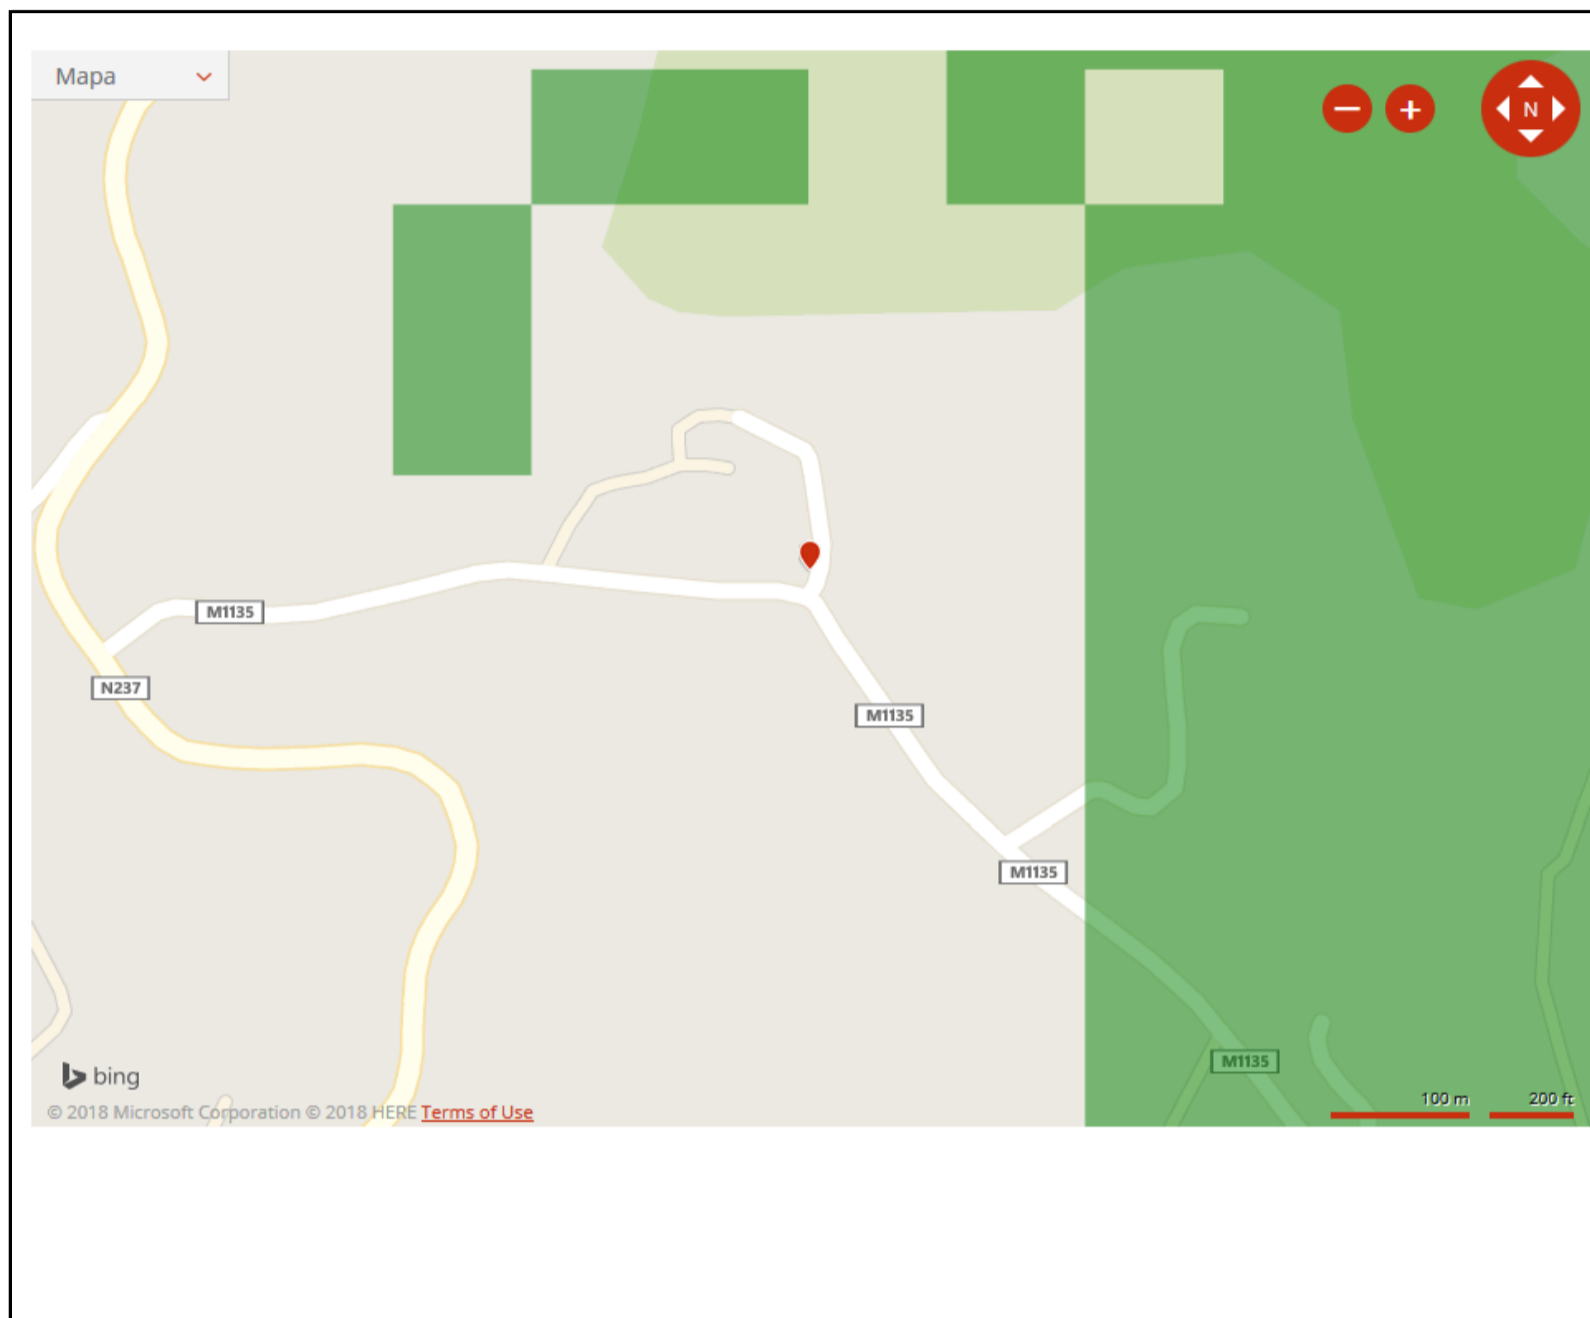 Mapa
N
M1135
N237
M1135
M1135
M1135
bing
© 2018 Microsoft Corporation © 2018 HERE Terms of Use
100 m 200 ft